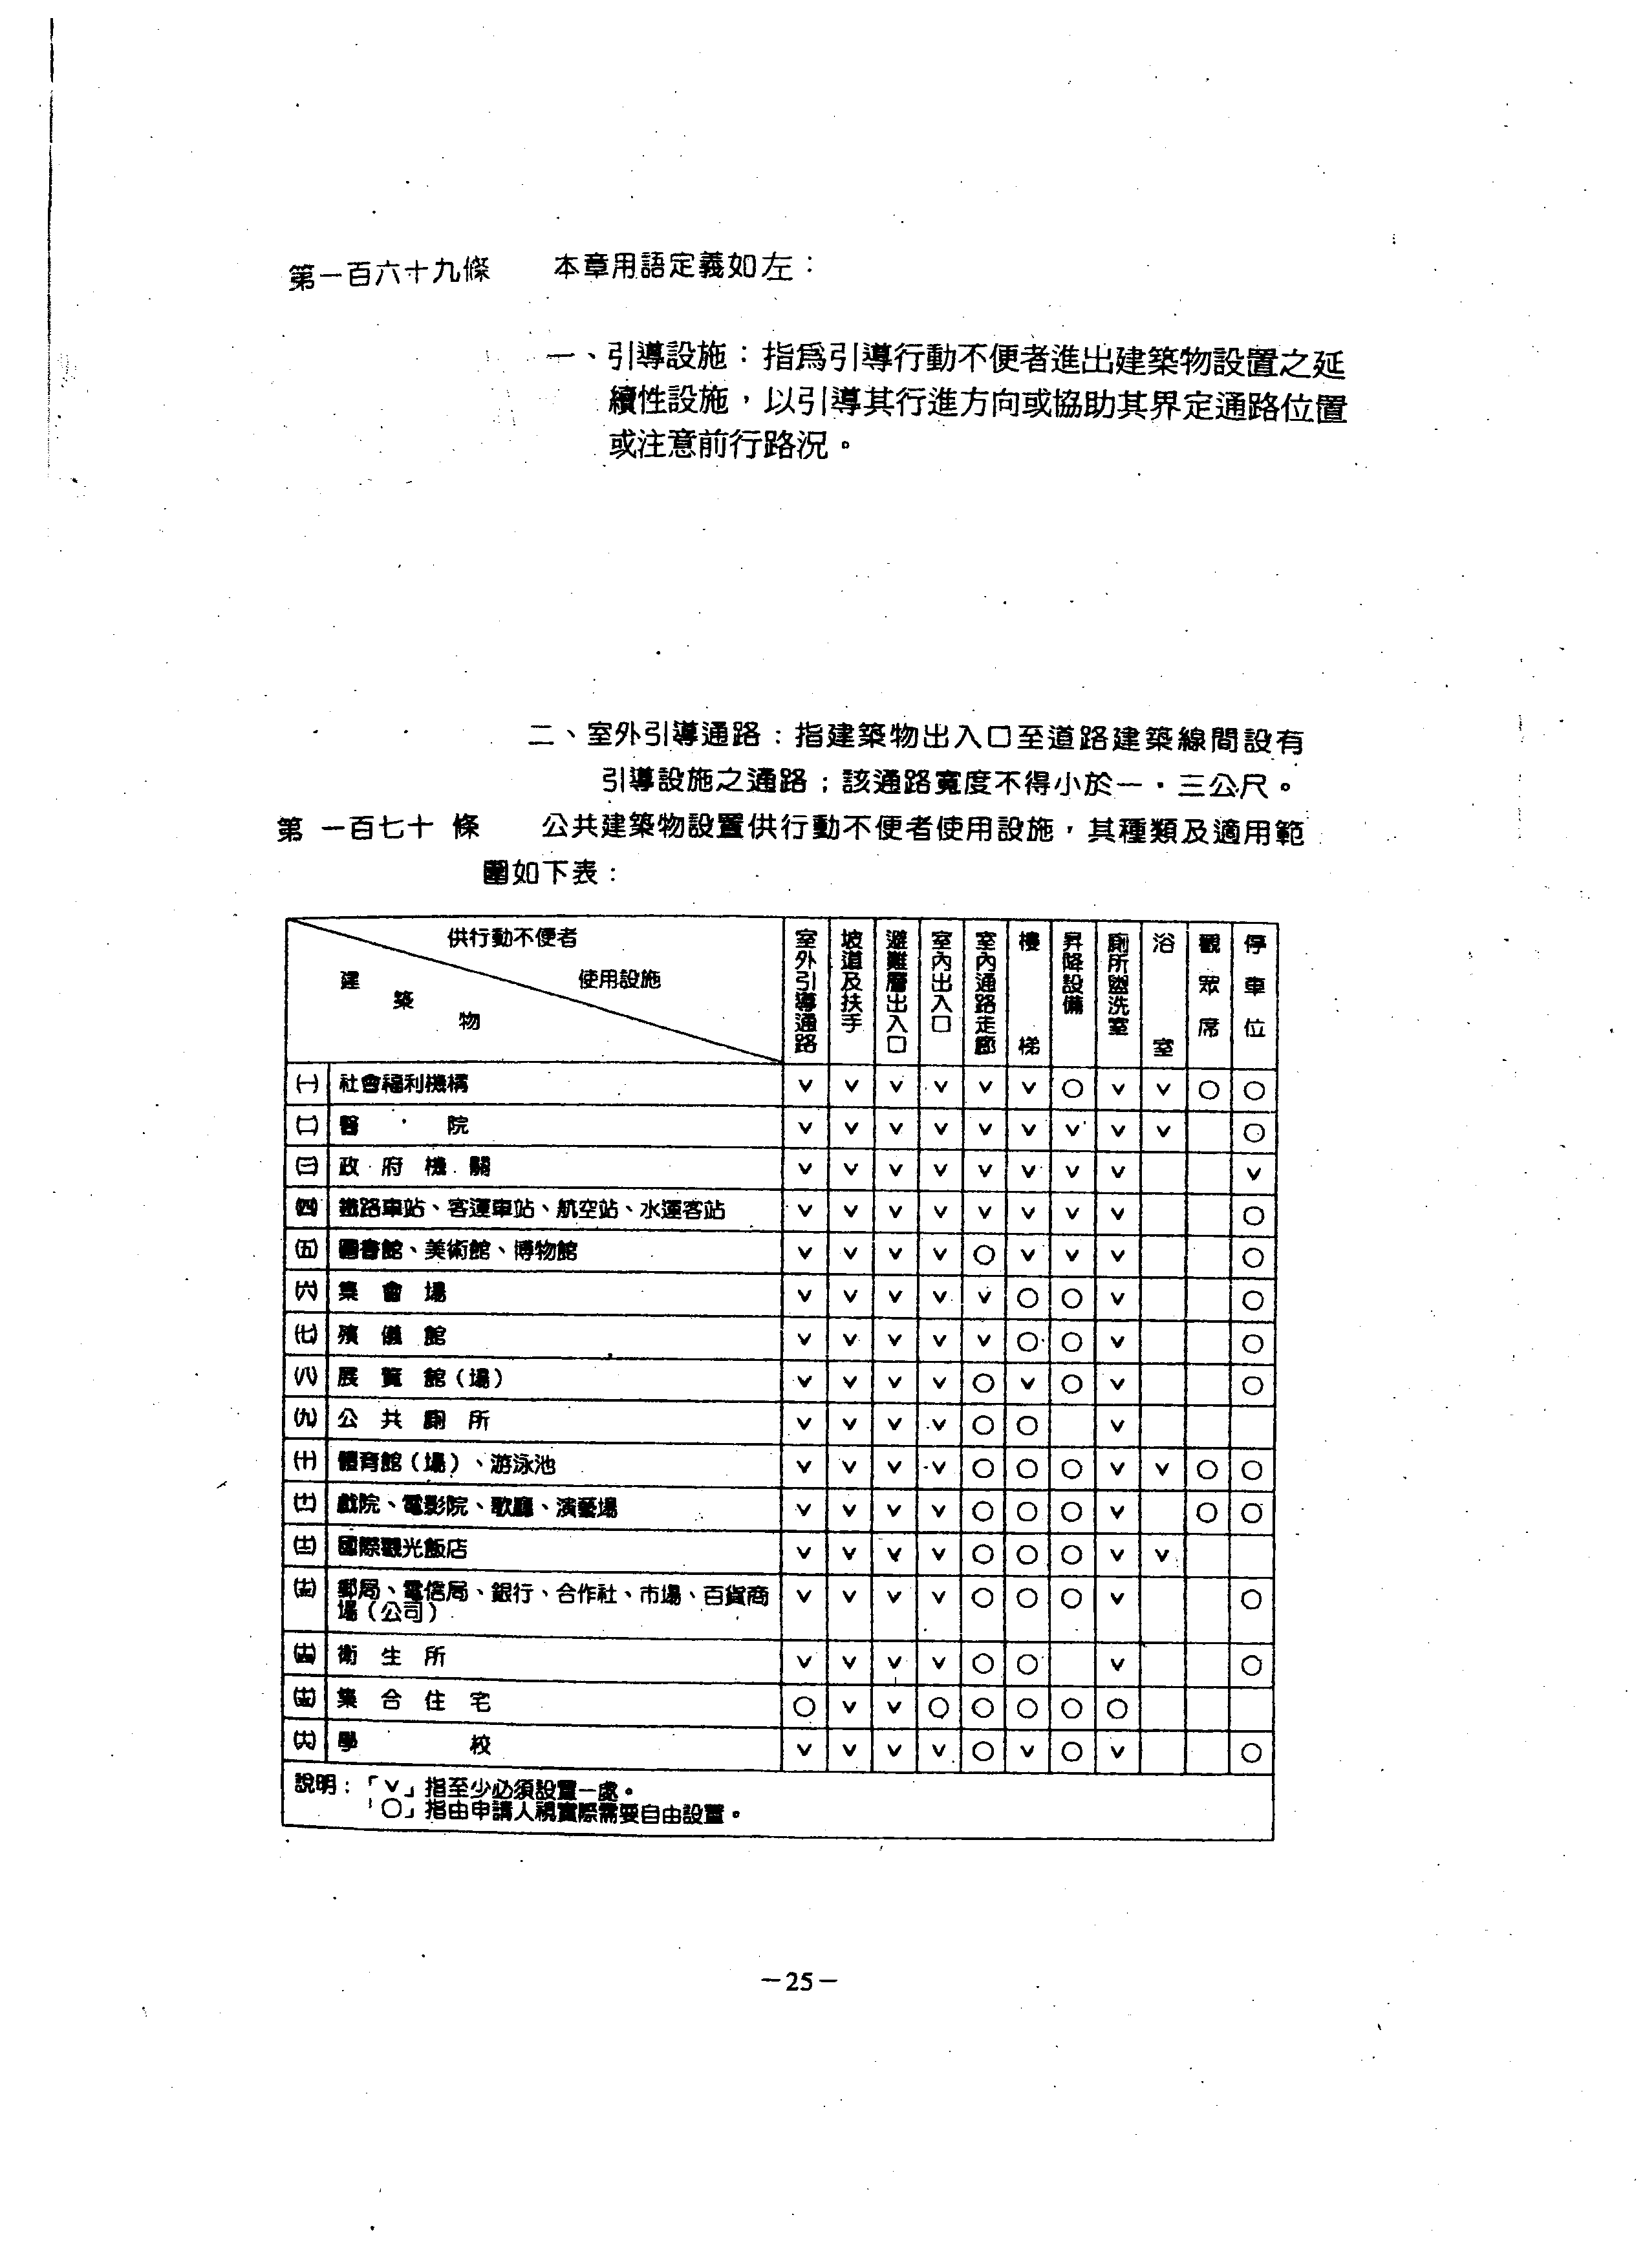 第一百六十九條　　本章用語定義如左：
一、引導設施：指爲引導行動不便者進出建築物設置之延
續性設施，以引導其行進方向或協助其界定通路位置
或注意前行路況。
二、室外引導通路：指建築物出入口至道路建築線間設有
引導設施之通路；該通路寬度不得小於一・三公尺。
第 一百七十 條　　公共建築物設置供行動不便者使用設施，其種類及適用範
圍如下表：
供行動不便者
使用設施
建築物
室外引導通路 坡道及扶手 避難層出入口 室內出入口 室內通路走廊 樓梯 昇降設備 廁所盥洗室 浴室 觀眾席 停車位
㈠ 社會福利機構 v v v v v v ○ v v ○ ○
㈡ 醫院 v v v v v v v v v ○
㈢ 政府機關 v v v v v v v v v
㈣ 鐵路車站、客運車站、航空站、水運客站 v v v v v v v v ○
㈤ 圖書館、美術館、博物館 v v v v ○ v v v ○
㈥ 集會場 v v v v v ○ ○ v ○
㈦ 殯儀館 v v v v v ○ ○ v ○
㈧ 展覽館（場） v v v v ○ v ○ v ○
㈨ 公共廁所 v v v v ○ ○ v
㈩ 體育館（場）、游泳池 v v v v ○ ○ ○ v v ○ ○
(十一) 戲院、電影院、歌廳、演藝場 v v v v ○ ○ ○ v ○ ○
(十二) 國際觀光飯店 v v v v ○ ○ ○ v v
(十三) 郵局、電信局、銀行、合作社、市場、百貨商 v v v v ○ ○ ○ v ○
場（公司）
(十四) 衛生所 v v v v ○ ○ v ○
(十五) 集合住宅 ○ v v ○ ○ ○ ○ ○
(十六) 學校 v v v v ○ v ○ v ○
說明：「v」指至少必須設置一處。
「○」指由申請人視實際需要自由設置。
－25－